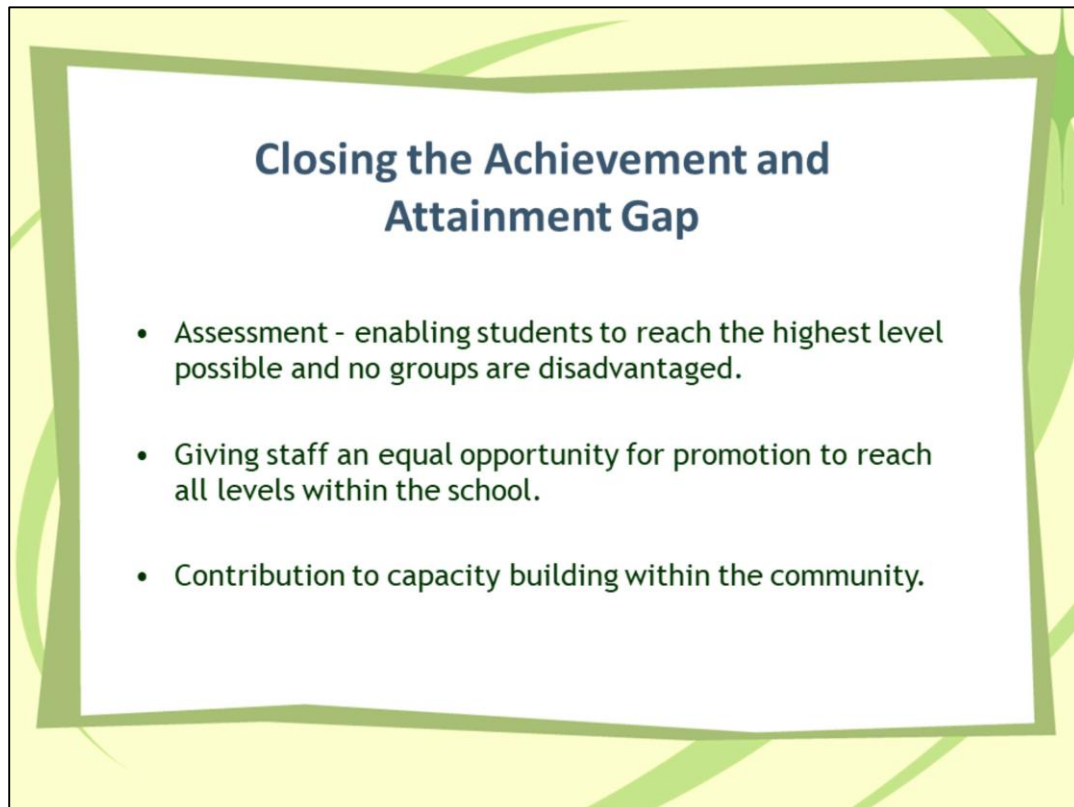 Closing the Achievement and
Attainment Gap
• Assessment – enabling students to reach the highest level
possible and no groups are disadvantaged.
• Giving staff an equal opportunity for promotion to reach
all levels within the school.
• Contribution to capacity building within the community.